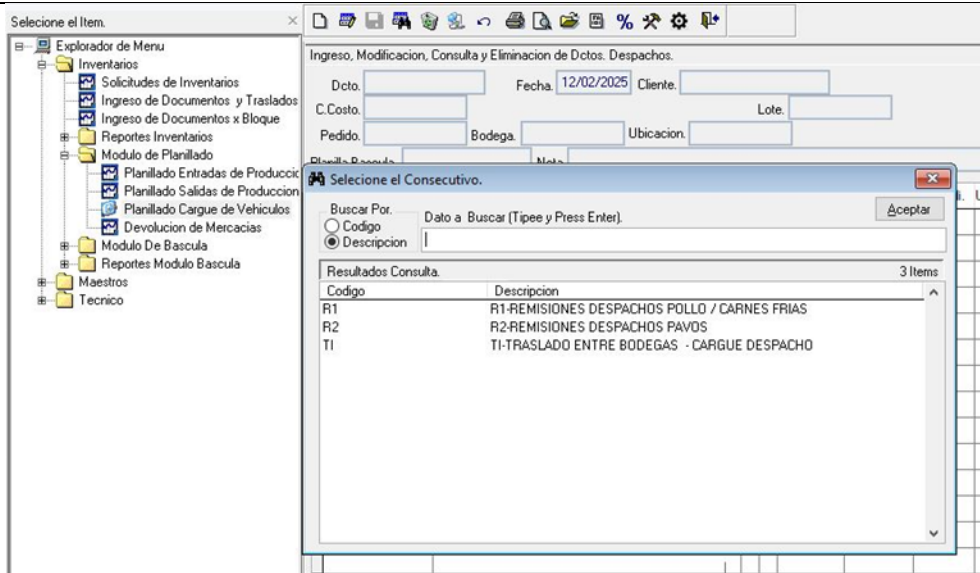 Selecione el Item.
Explorador de Menu
Inventarios
Solicitudes de Inventarios
Ingreso de Documentos y Traslados
Ingreso de Documentos x Bloque
Reportes Inventarios
Modulo de Planillado
Planillado Entradas de Produccic
Planillado Salidas de Produccion
Planillado Cargue de Vehiculos
Devolucion de Mercacias
Modulo De Bascula
Reportes Modulo Bascula
Maestros
Tecnico
Ingreso, Modificacion, Consulta y Eliminacion de Dctos. Despachos.
Dcto. Fecha. 12/02/2025 Cliente.
C.Costo. Lote.
Pedido. Bodega. Ubicacion.
Planilla Bascula. Nota.
Selecione el Consecutivo.
Buscar Por. Dato a Buscar (Tipee y Press Enter). Aceptar
Codigo
Descripcion
Resultados Consulta. 3 Items
Codigo Descripcion
R1 R1-REMISIONES DESPACHOS POLLO / CARNES FRIAS
R2 R2-REMISIONES DESPACHOS PAVOS
TI TI-TRASLADO ENTRE BODEGAS - CARGUE DESPACHO